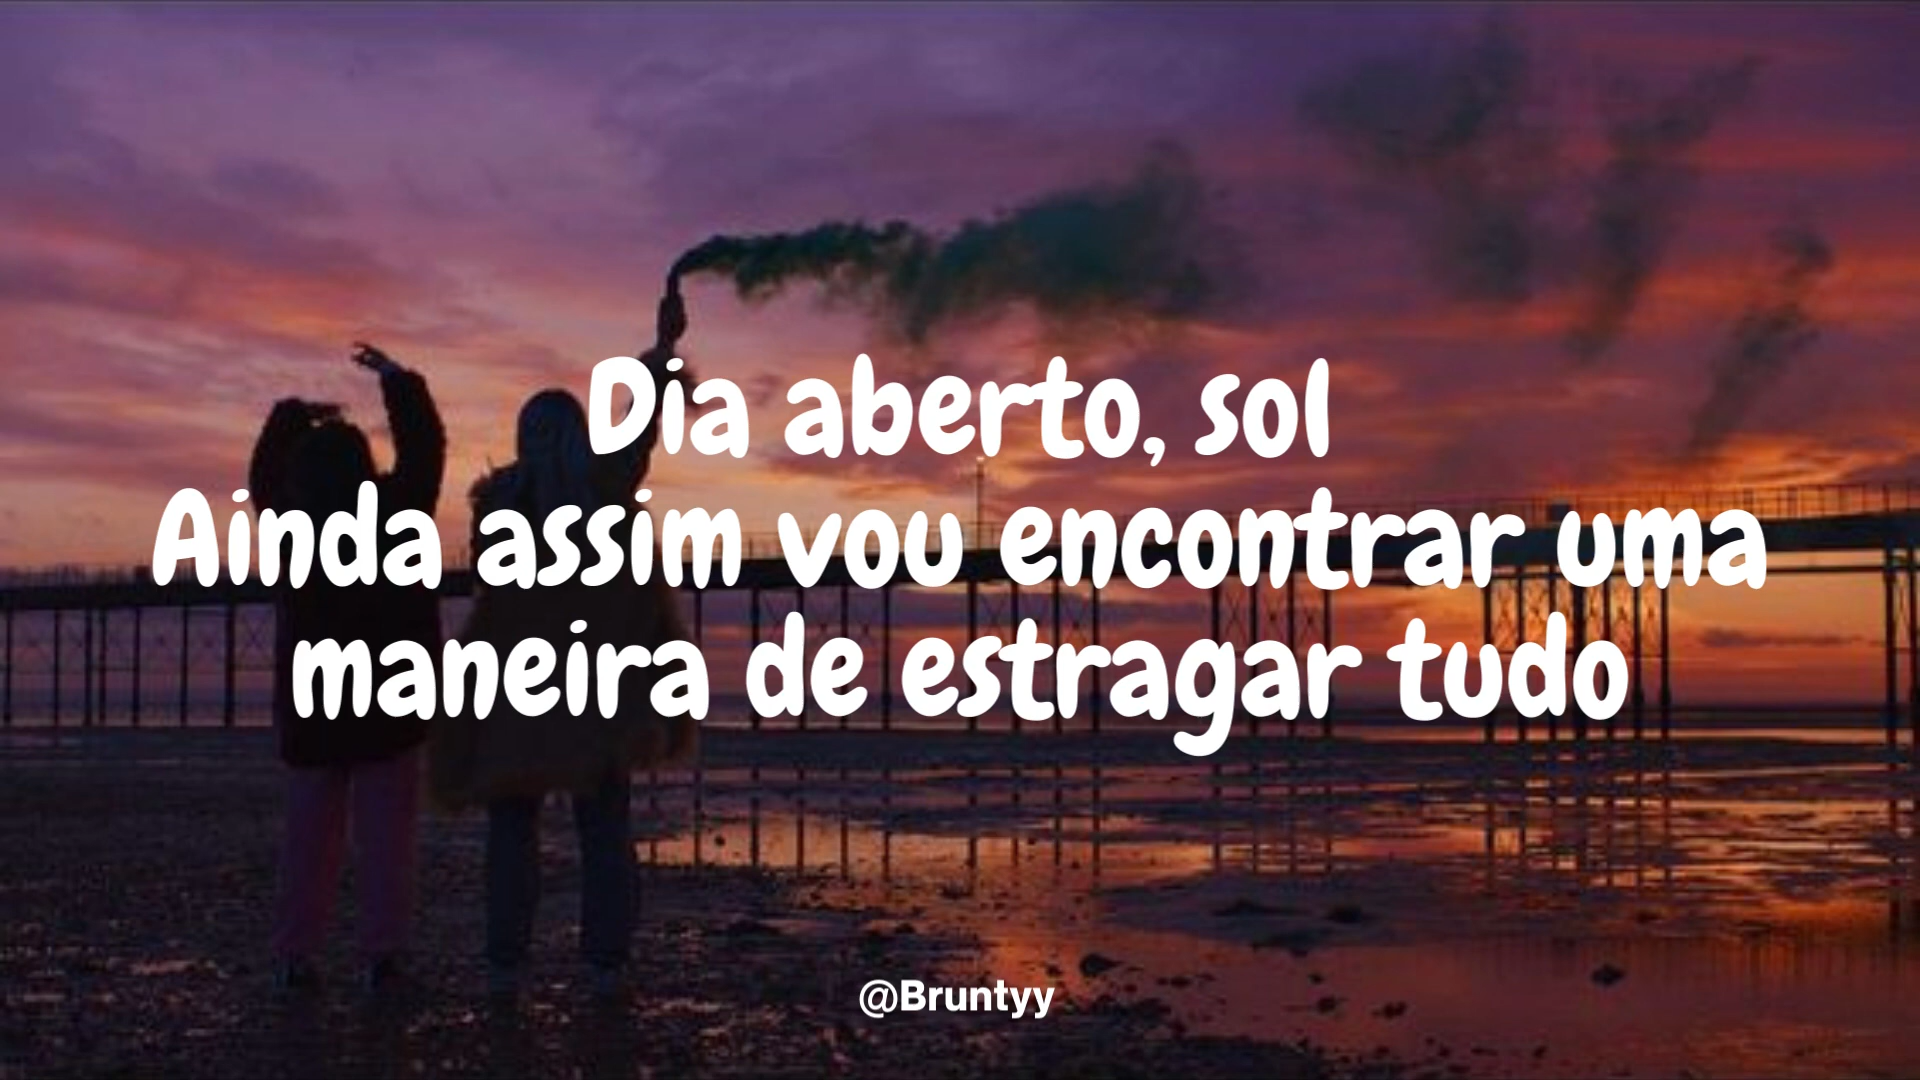 Dia aberto, sol
Ainda assim vou encontrar uma
maneira de estragar tudo
@Bruntyy